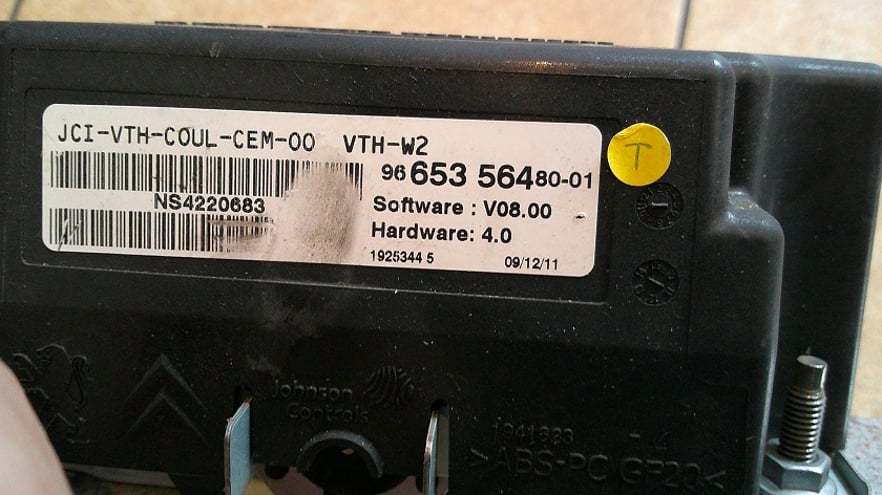 JCI-VTH-COUL-CEM-00 VTH-W2
96 653 564 80-01
NS4220683
Software : V08.00
Hardware: 4.0
1925344 5 09/12/11
T
Johnson
Controls
1941683
>ABS-PC GF20<